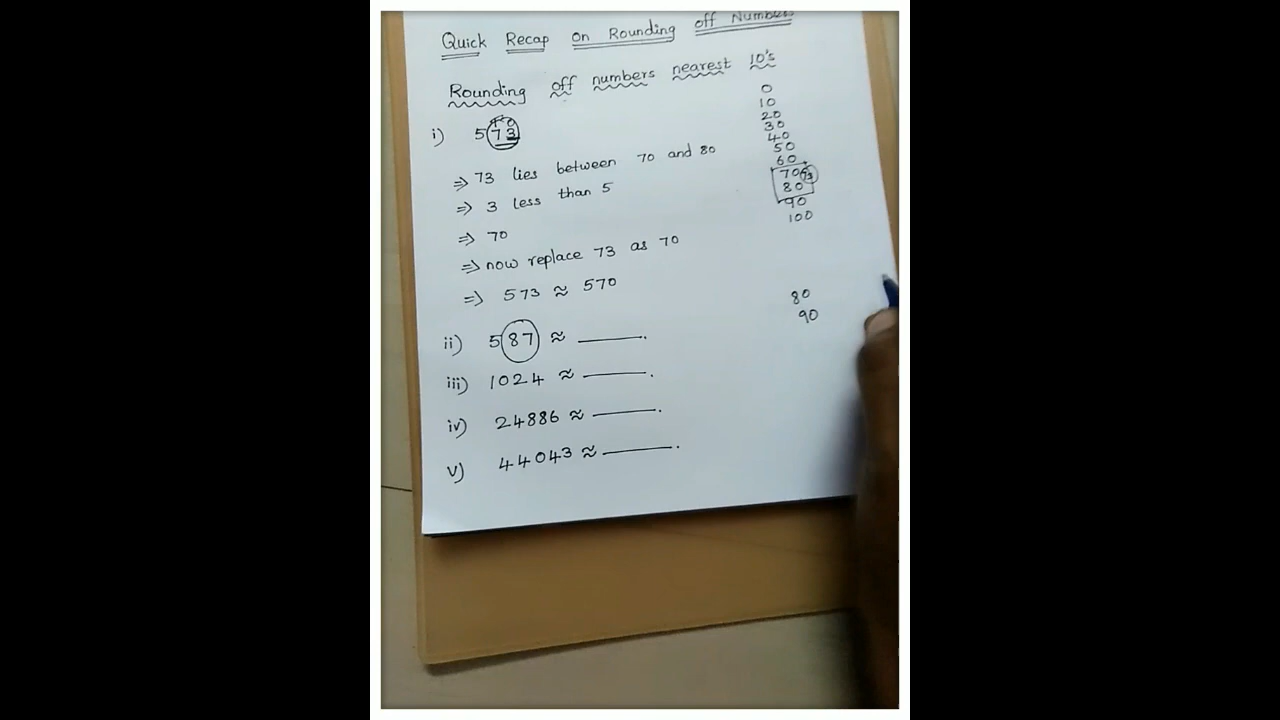 Quick Recap On Rounding off Numbers
Rounding off numbers nearest 10's
i) 573
TO
⇒ 73 lies between 70 and 80
⇒ 3 less than 5
⇒ 70
⇒ now replace 73 as 70
⇒ 573 ≈ 570
ii) 587 ≈ ______.
iii) 1024 ≈ ______.
iv) 24886 ≈ ______.
v) 44043 ≈ ______.
0
10
20
30
40
50
60
70 73
80
90
100
80
90